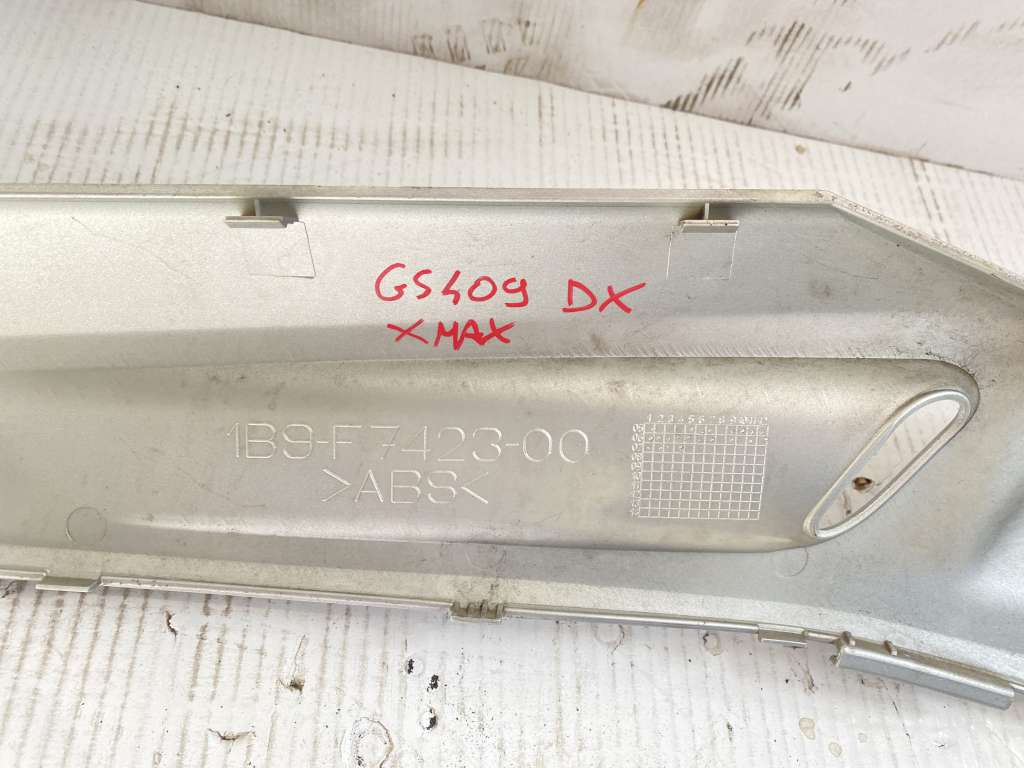 GS409 DX
XMAX
1B9-F7423-00
>ABS<